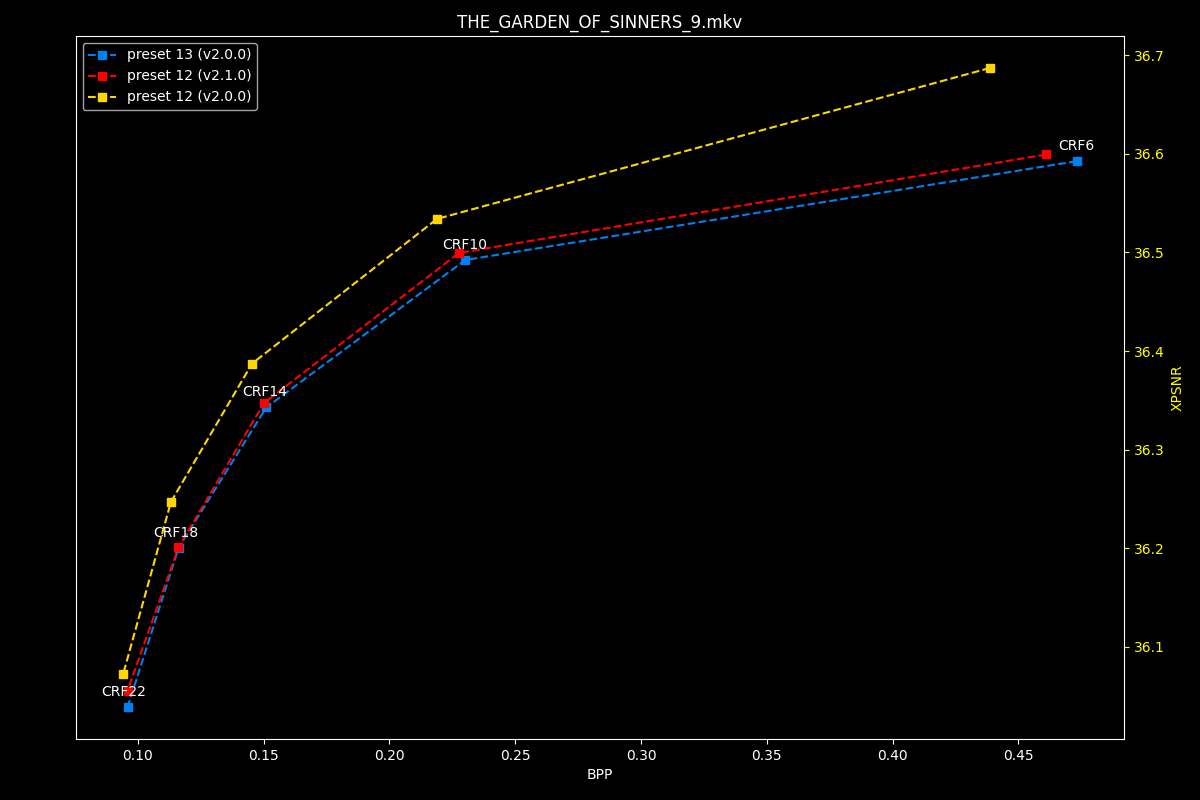 THE_GARDEN_OF_SINNERS_9.mkv
preset 13 (v2.0.0)
preset 12 (v2.1.0)
preset 12 (v2.0.0)
36.7
CRF6
36.6
CRF10
36.5
36.4
CRF14
XPSNR
36.3
CRF18
36.2
36.1
CRF22
0.10 0.15 0.20 0.25 0.30 0.35 0.40 0.45
BPP